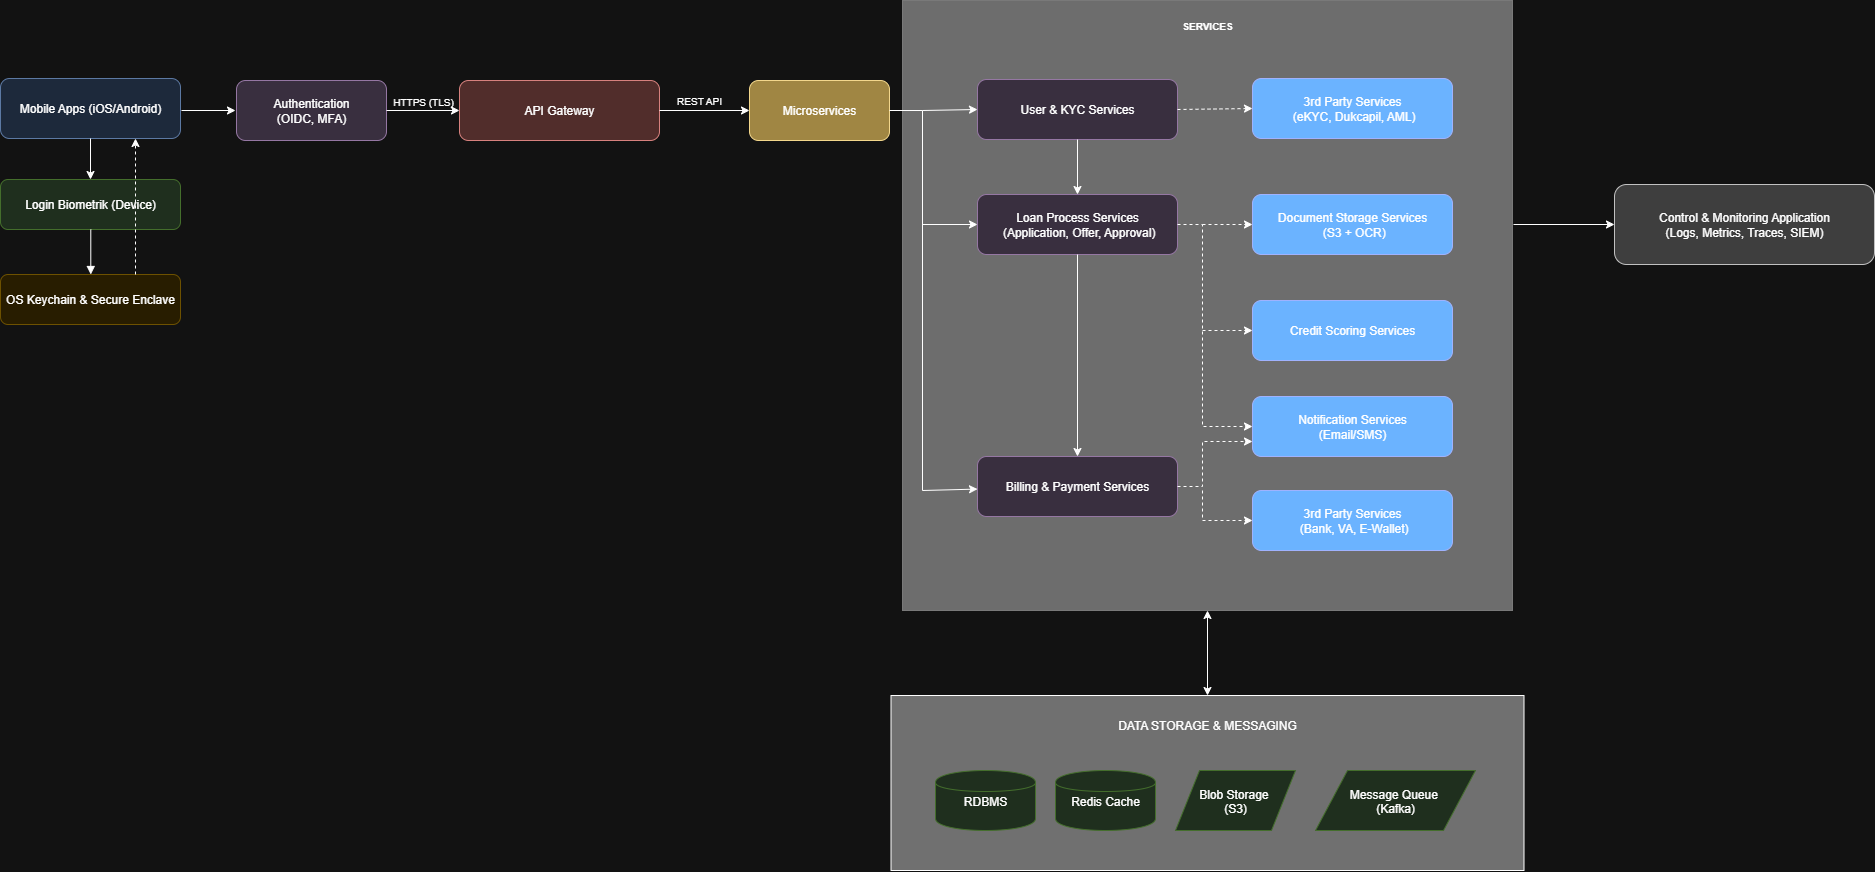 SERVICES
Mobile Apps (iOS/Android)
Authentication
(OIDC, MFA)
HTTPS (TLS)
API Gateway
REST API
Microservices
User & KYC Services
3rd Party Services
(eKYC, Dukcapil, AML)
Login Biometrik (Device)
Loan Process Services
(Application, Offer, Approval)
Document Storage Services
(S3 + OCR)
Control & Monitoring Application
(Logs, Metrics, Traces, SIEM)
OS Keychain & Secure Enclave
Credit Scoring Services
Notification Services
(Email/SMS)
Billing & Payment Services
3rd Party Services
(Bank, VA, E-Wallet)
DATA STORAGE & MESSAGING
RDBMS
Redis Cache
Blob Storage
(S3)
Message Queue
(Kafka)